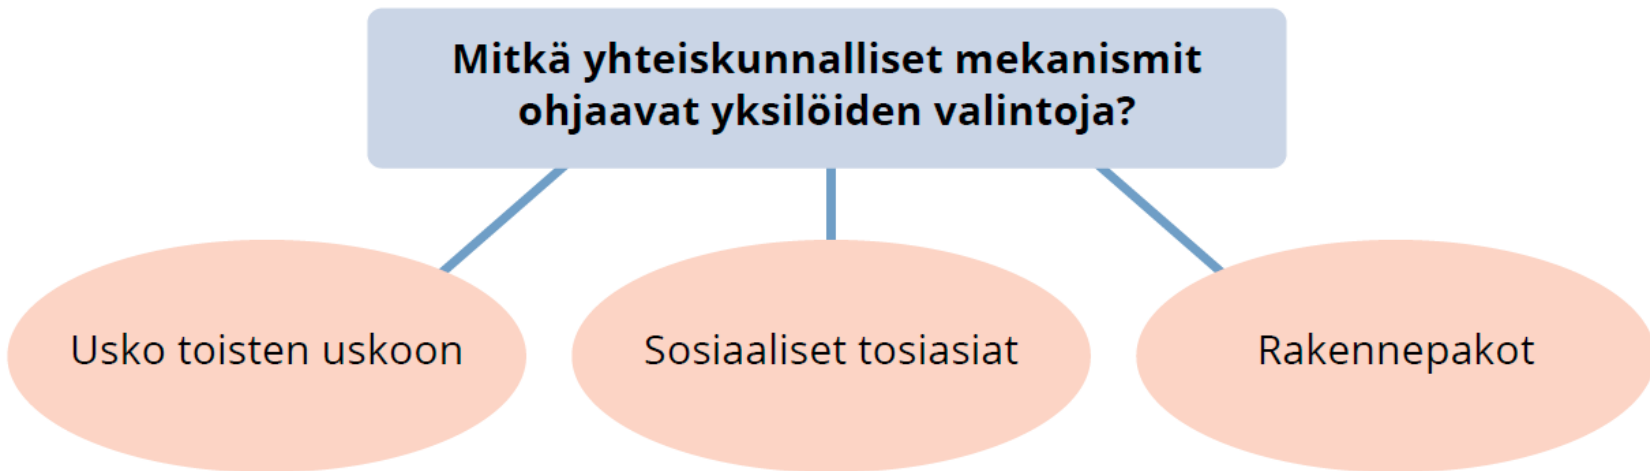 Mitkä yhteiskunnalliset mekanismit
ohjaavat yksilöiden valintoja?
Usko toisten uskoon
Sosiaaliset tosiasiat
Rakennepakot